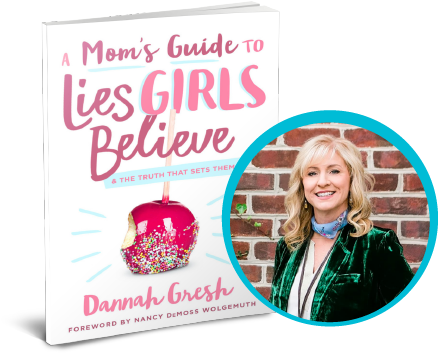 A Mom's Guide to
Lies GIRLS
Believe
& THE TRUTH THAT SETS THEM
Dannah Gresh
FOREWORD BY NANCY DeMOSS WOLGEMUTH